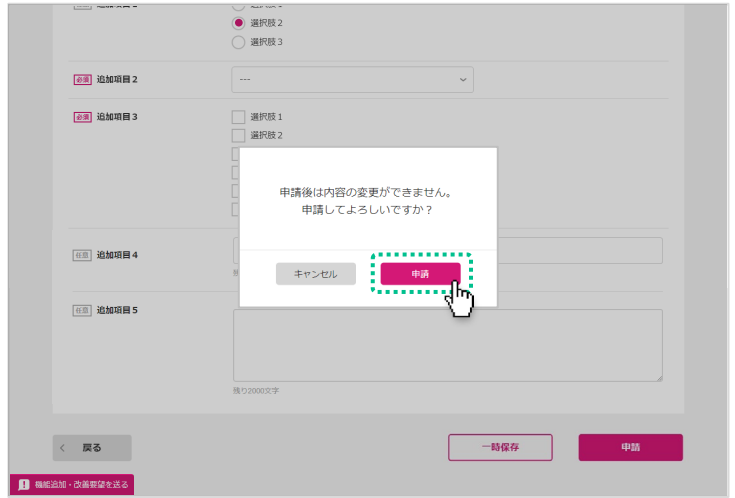 選択肢2
選択肢3
必須 追加項目2
---
必須 追加項目3
選択肢1
選択肢2
申請後は内容の変更ができません。
申請してよろしいですか？
キャンセル
申請
任意 追加項目4
任意 追加項目5
残り2000文字
戻る
一時保存
申請
機能追加・改善要望を送る